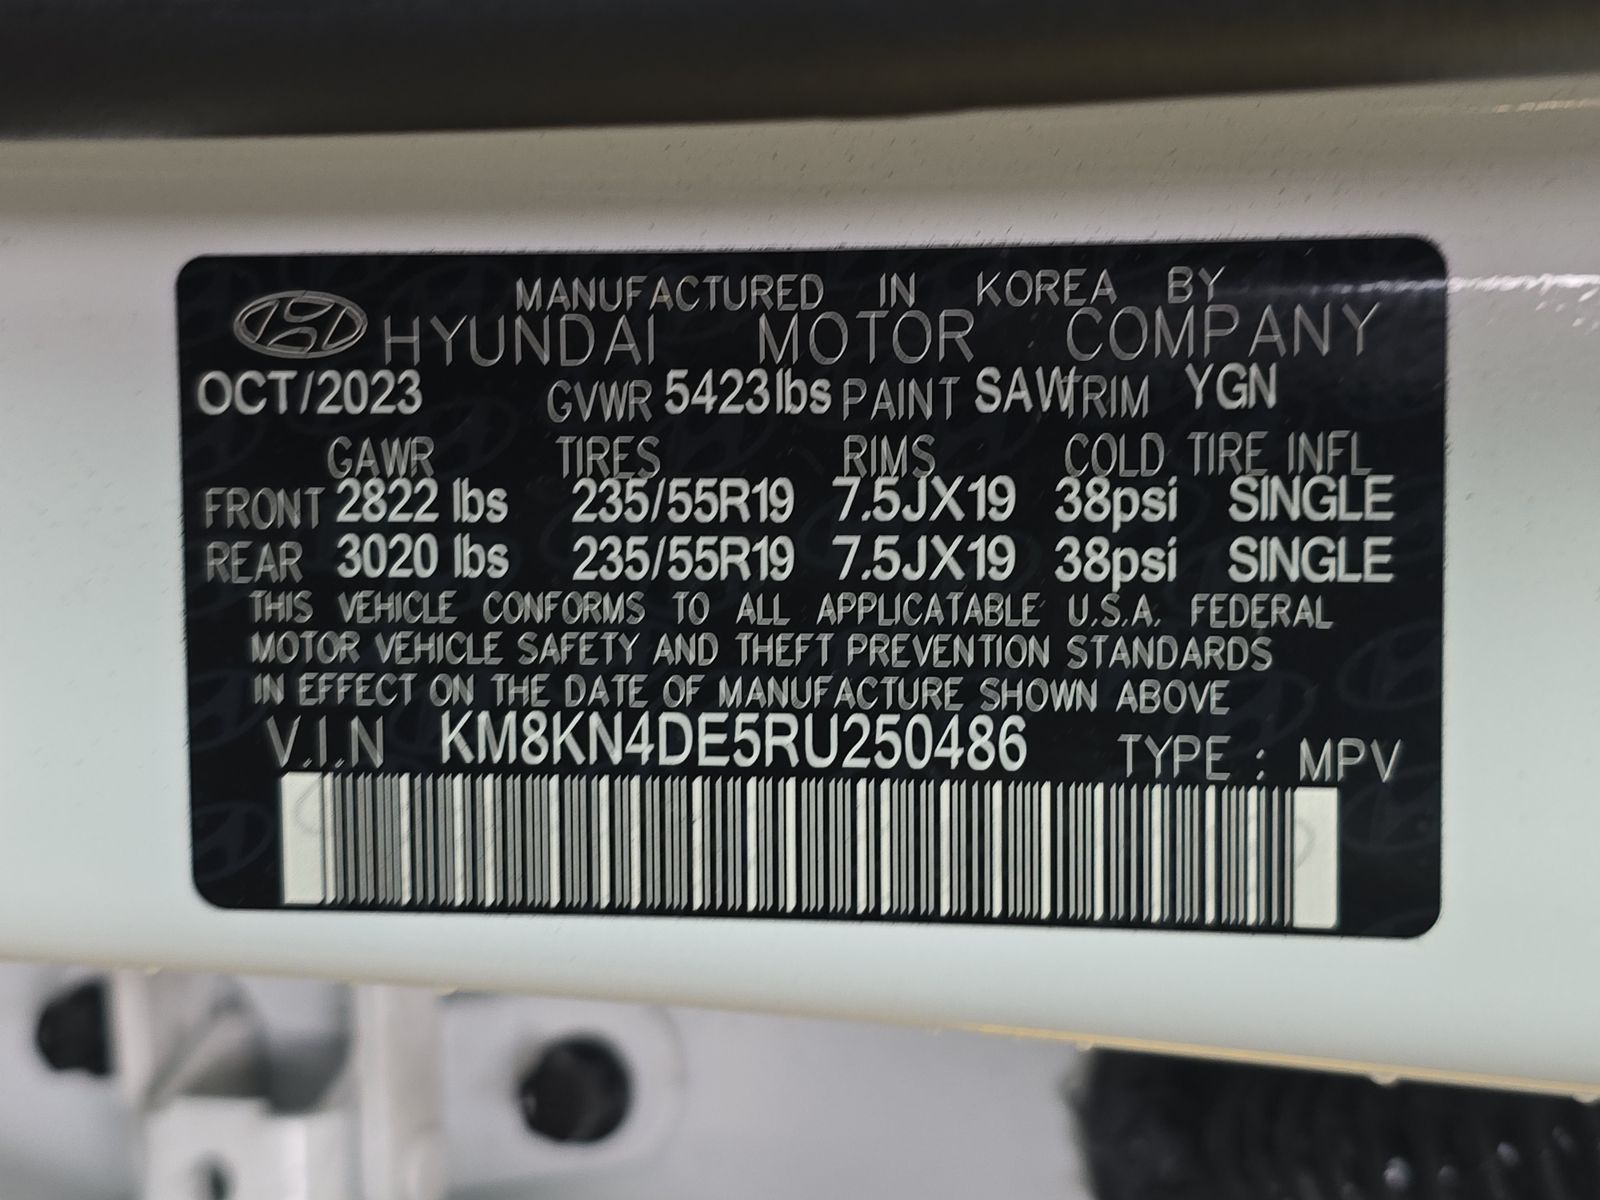 MANUFACTURED IN KOREA BY
HYUNDAI MOTOR COMPANY
OCT/2023 GVWR 5423lbs PAINT SAW TRIM YGN
GAWR TIRES RIMS COLD TIRE INFL
FRONT 2822 lbs 235/55R19 7.5JX19 38psi SINGLE
REAR 3020 lbs 235/55R19 7.5JX19 38psi SINGLE
THIS VEHICLE CONFORMS TO ALL APPLICATABLE U.S.A. FEDERAL
MOTOR VEHICLE SAFETY AND THEFT PREVENTION STANDARDS
IN EFFECT ON THE DATE OF MANUFACTURE SHOWN ABOVE
V.I.N KM8KN4DE5RU250486 TYPE : MPV